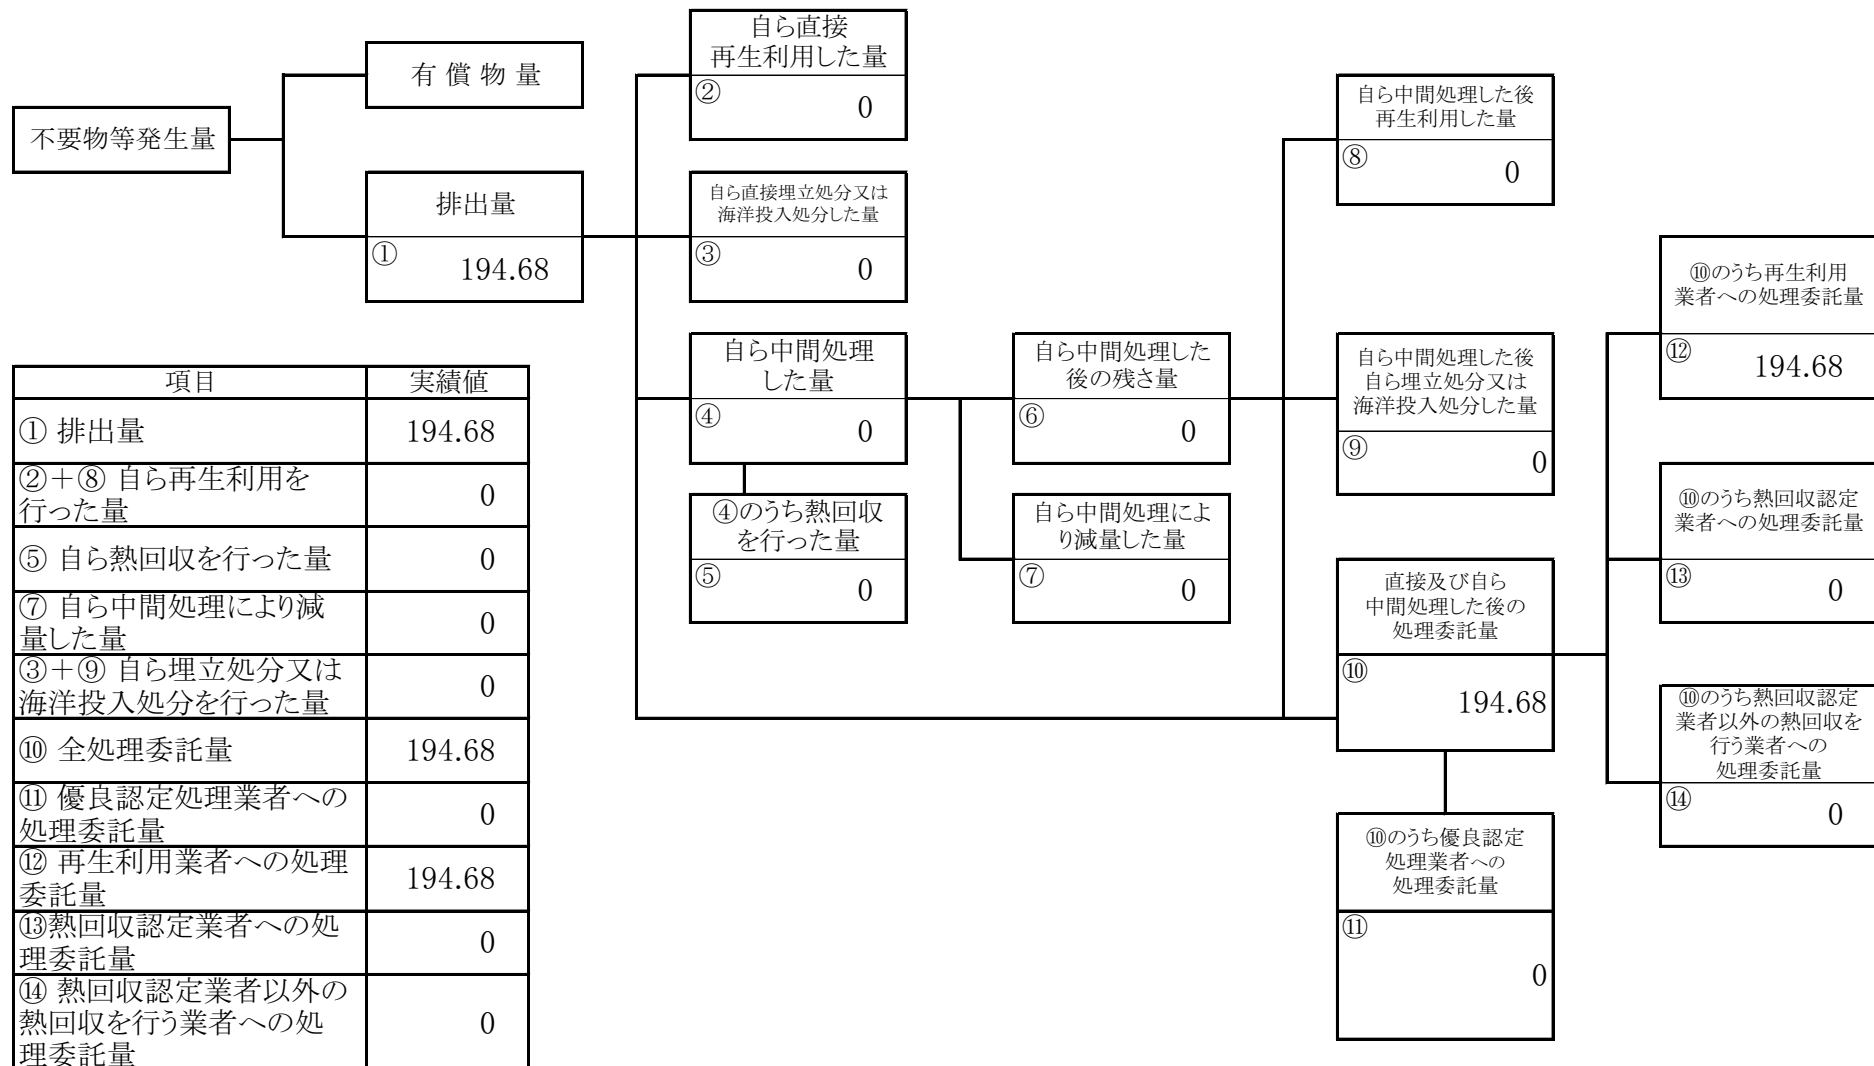 不要物等発生量
有 償 物 量
排出量
①
194.68
自ら直接
再生利用した量
②
0
自ら直接埋立処分又は
海洋投入処分した量
③
0
自ら中間処理
した量
④
0
④のうち熱回収
を行った量
⑤
0
自ら中間処理した
後の残さ量
⑥
0
自ら中間処理によ
り減量した量
⑦
0
自ら中間処理した後
再生利用した量
⑧
0
自ら中間処理した後
自ら埋立処分又は
海洋投入処分した量
⑨
0
直接及び自ら
中間処理した後の
処理委託量
⑩
194.68
⑩のうち優良認定
処理業者への
処理委託量
⑪
0
⑩のうち再生利用
業者への処理委託量
⑫
194.68
⑩のうち熱回収認定
業者への処理委託量
⑬
0
⑩のうち熱回収認定
業者以外の熱回収を
行う業者への
処理委託量
⑭
0
項目 実績値
① 排出量 194.68
②＋⑧ 自ら再生利用を
行った量 0
⑤ 自ら熱回収を行った量 0
⑦ 自ら中間処理により減
量した量 0
③＋⑨ 自ら埋立処分又は
海洋投入処分を行った量 0
⑩ 全処理委託量 194.68
⑪ 優良認定処理業者への
処理委託量 0
⑫ 再生利用業者への処理
委託量 194.68
⑬熱回収認定業者への処
理委託量 0
⑭ 熱回収認定業者以外の
熱回収を行う業者への処
理委託量 0